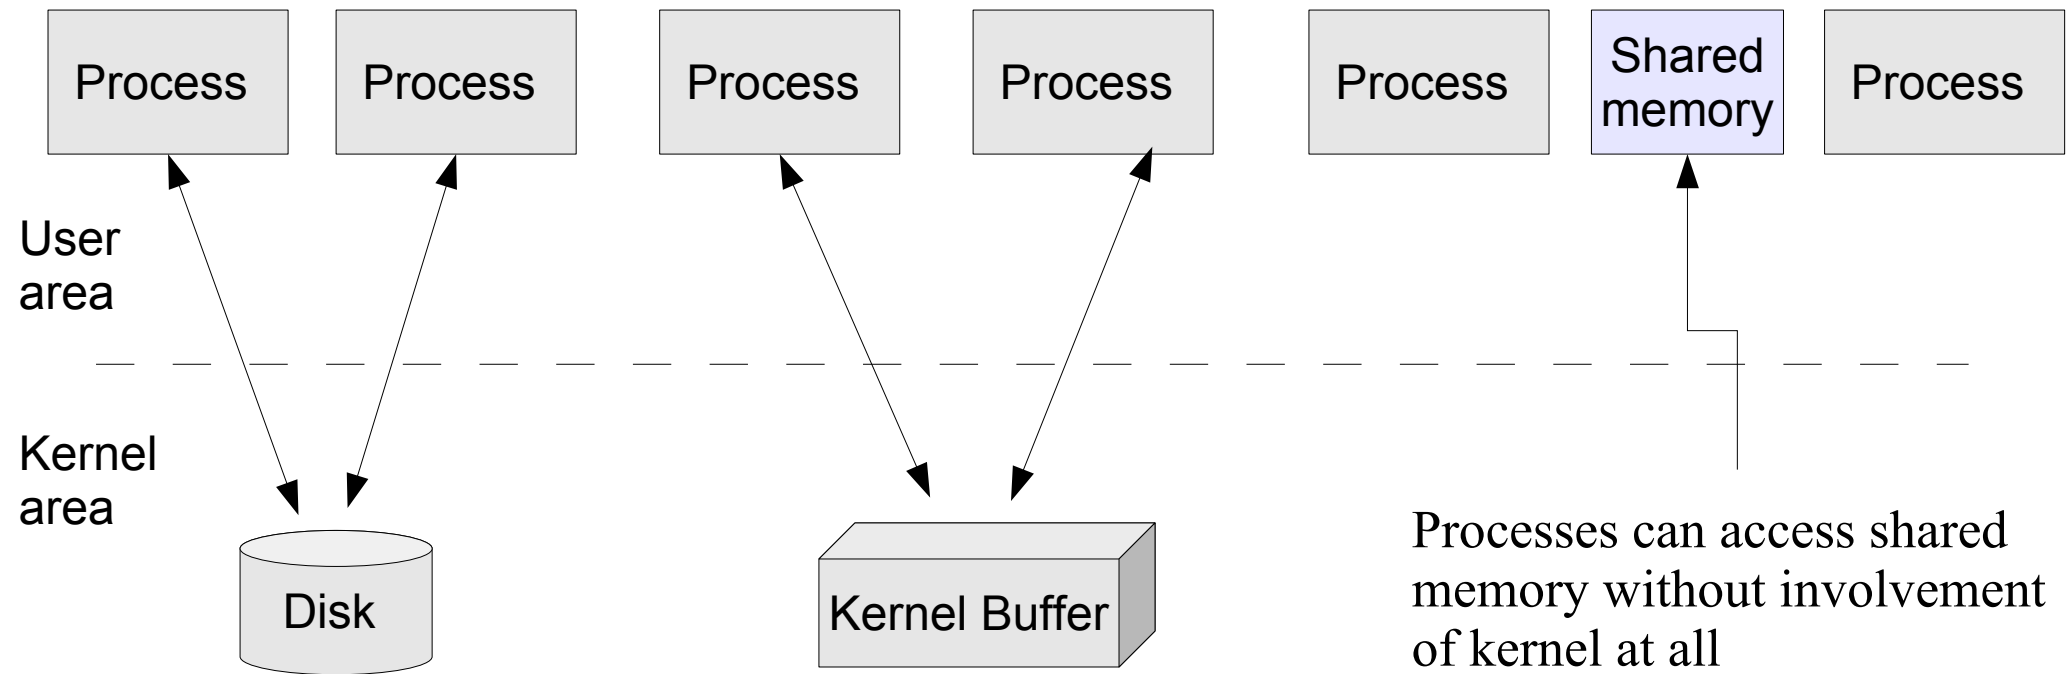 Process
Process
Process
Process
Process
Shared
memory
Process
User
area
Kernel
area
Disk
Kernel Buffer
Processes can access shared
memory without involvement
of kernel at all